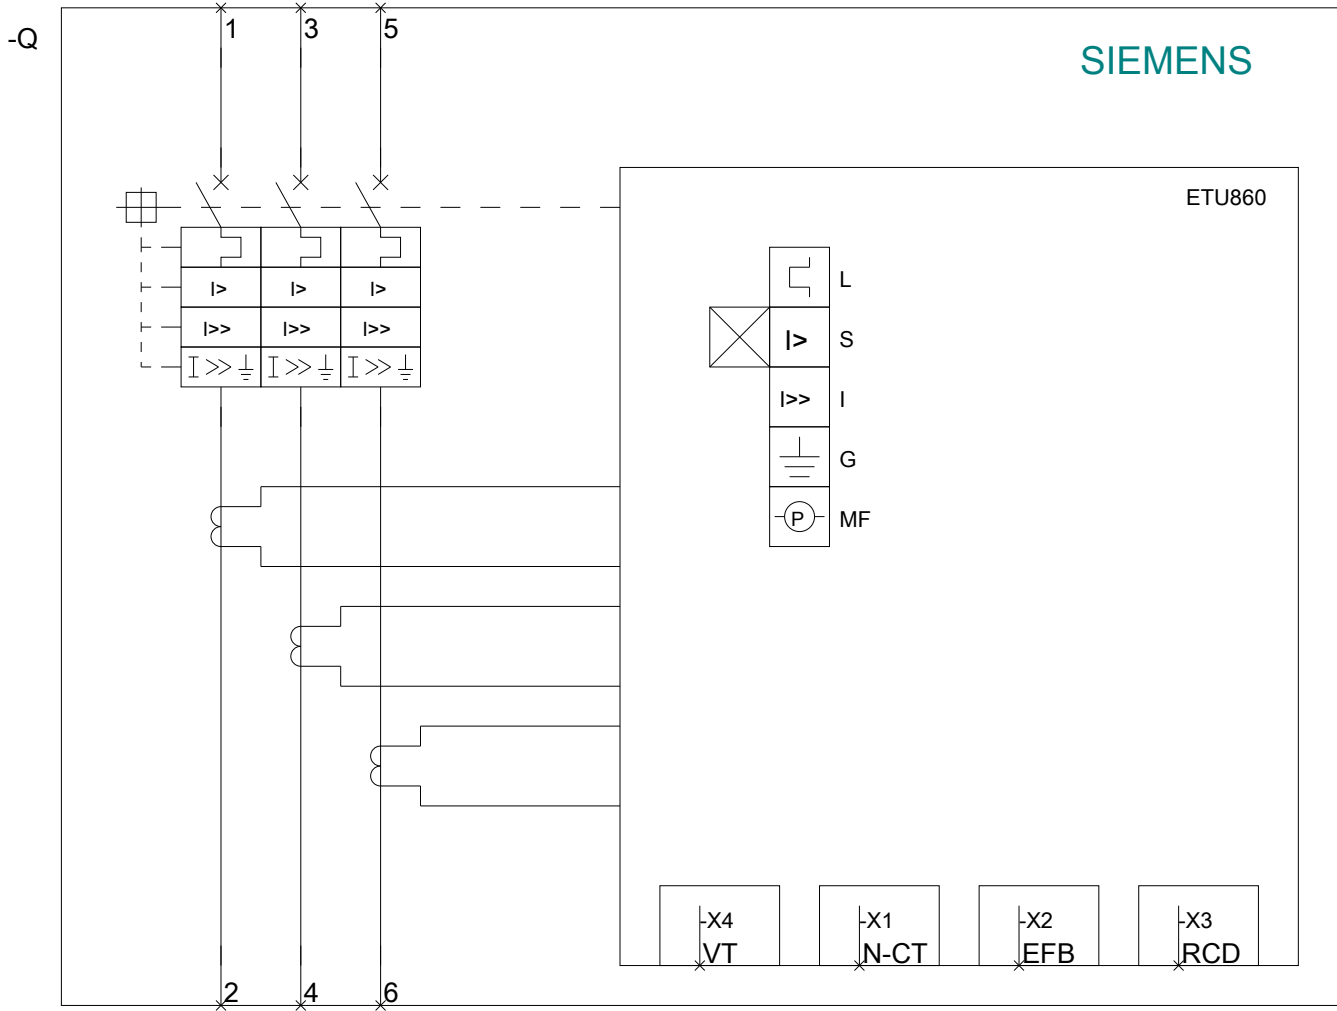 1 3 5
-Q
SIEMENS
ETU860
I> I> I>
I>> I>> I>>
I >> I >> I >>
L
I> S
I>> I
G
P MF
-X4 -X1 -X2 -X3
VT N-CT EFB RCD
2 4 6